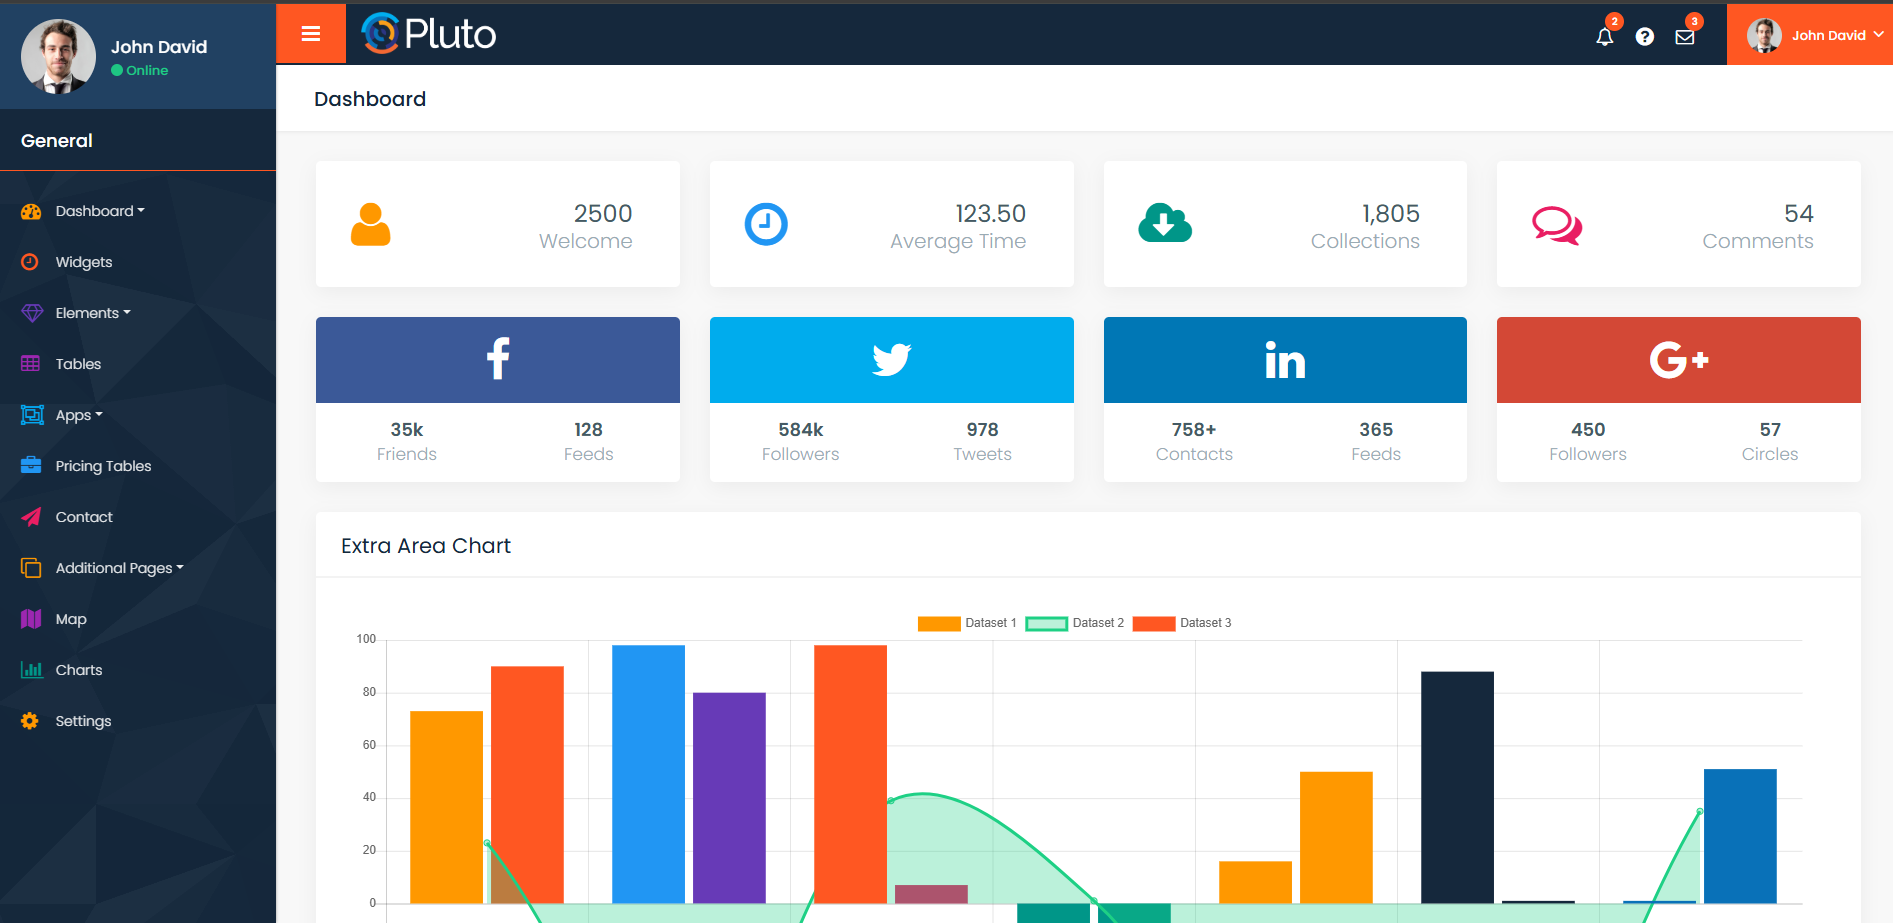 John David
Online
General
Dashboard
Widgets
Elements
Tables
Apps
Pricing Tables
Contact
Additional Pages
Map
Charts
Settings
Pluto
2
3
John David
Dashboard
2500
Welcome
123.50
Average Time
1,805
Collections
54
Comments
35k 128
Friends Feeds
584k 978
Followers Tweets
758+ 365
Contacts Feeds
450 57
Followers Circles
Extra Area Chart
Dataset 1 Dataset 2 Dataset 3
100
80
60
40
20
0